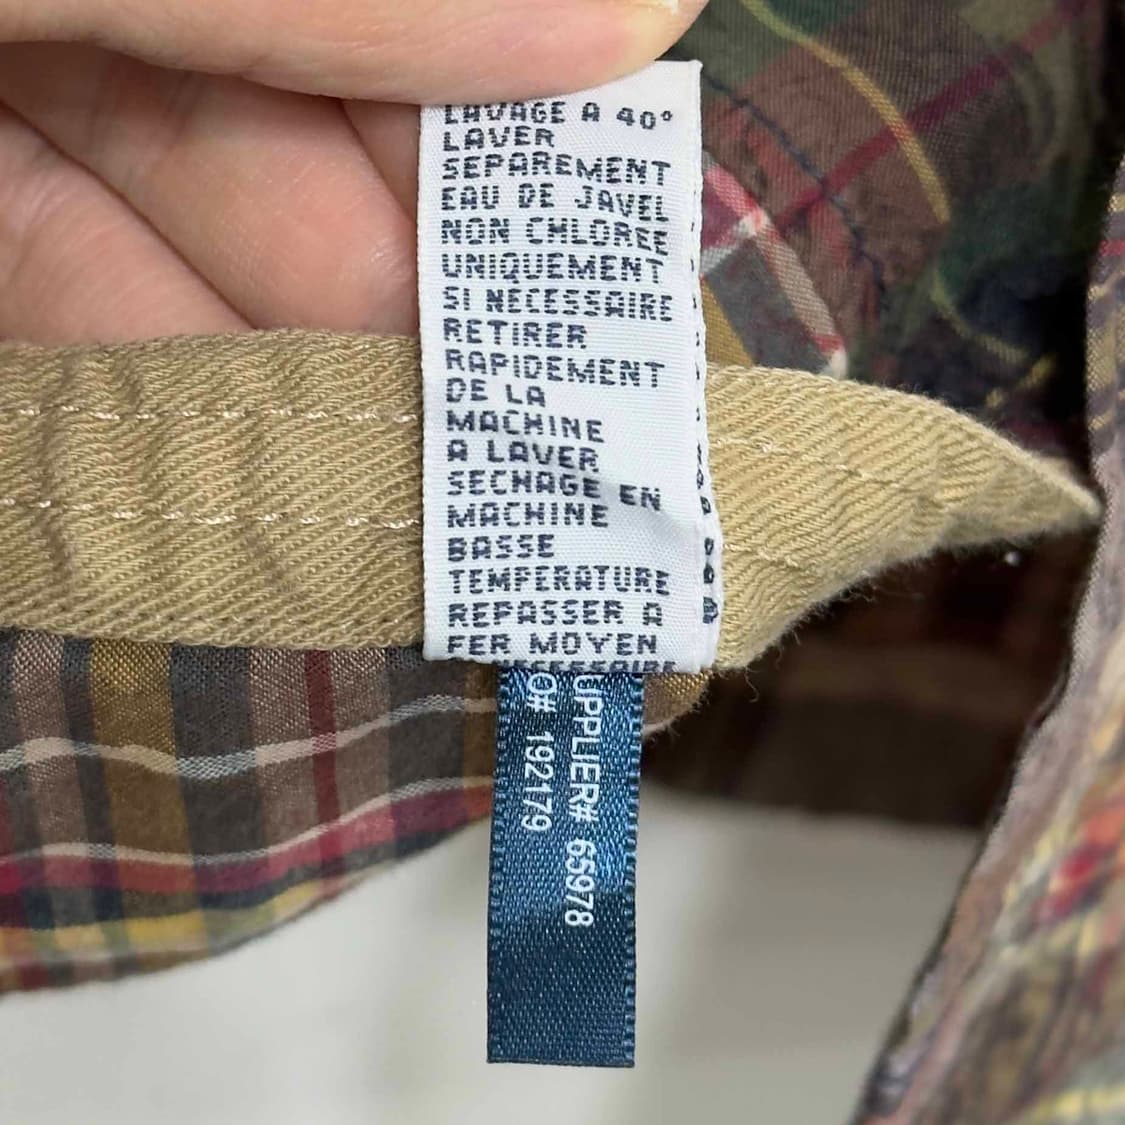 LAVAGE A 40°
LAVER
SEPAREMENT
EAU DE JAVEL
NON CHLOREE
UNIQUEMENT
SI NECESSAIRE
RETIRER
RAPIDEMENT
DE LA
MACHINE
A LAVER
SECHAGE EN
MACHINE
BASSE
TEMPERATURE
REPASSER A
FER MOYEN
UPPLIER# 65978
O# 192179